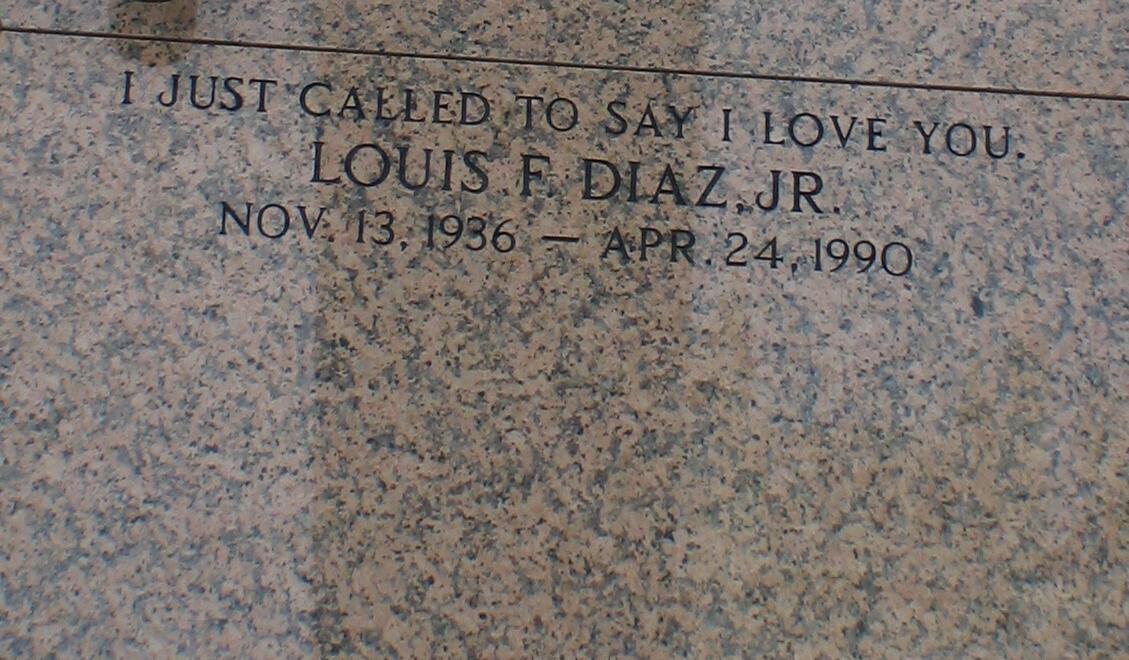 I JUST CALLED TO SAY I LOVE YOU.
LOUIS F. DIAZ, JR.
NOV. 13, 1936 — APR. 24, 1990